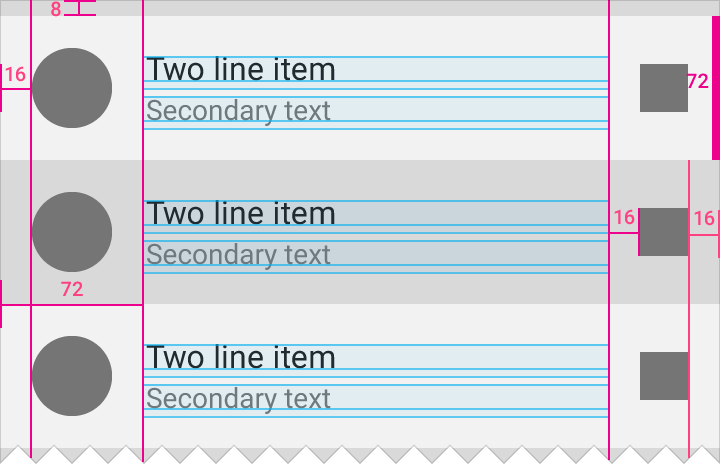 8
16
Two line item
Secondary text
72
Two line item
Secondary text
16
16
72
Two line item
Secondary text